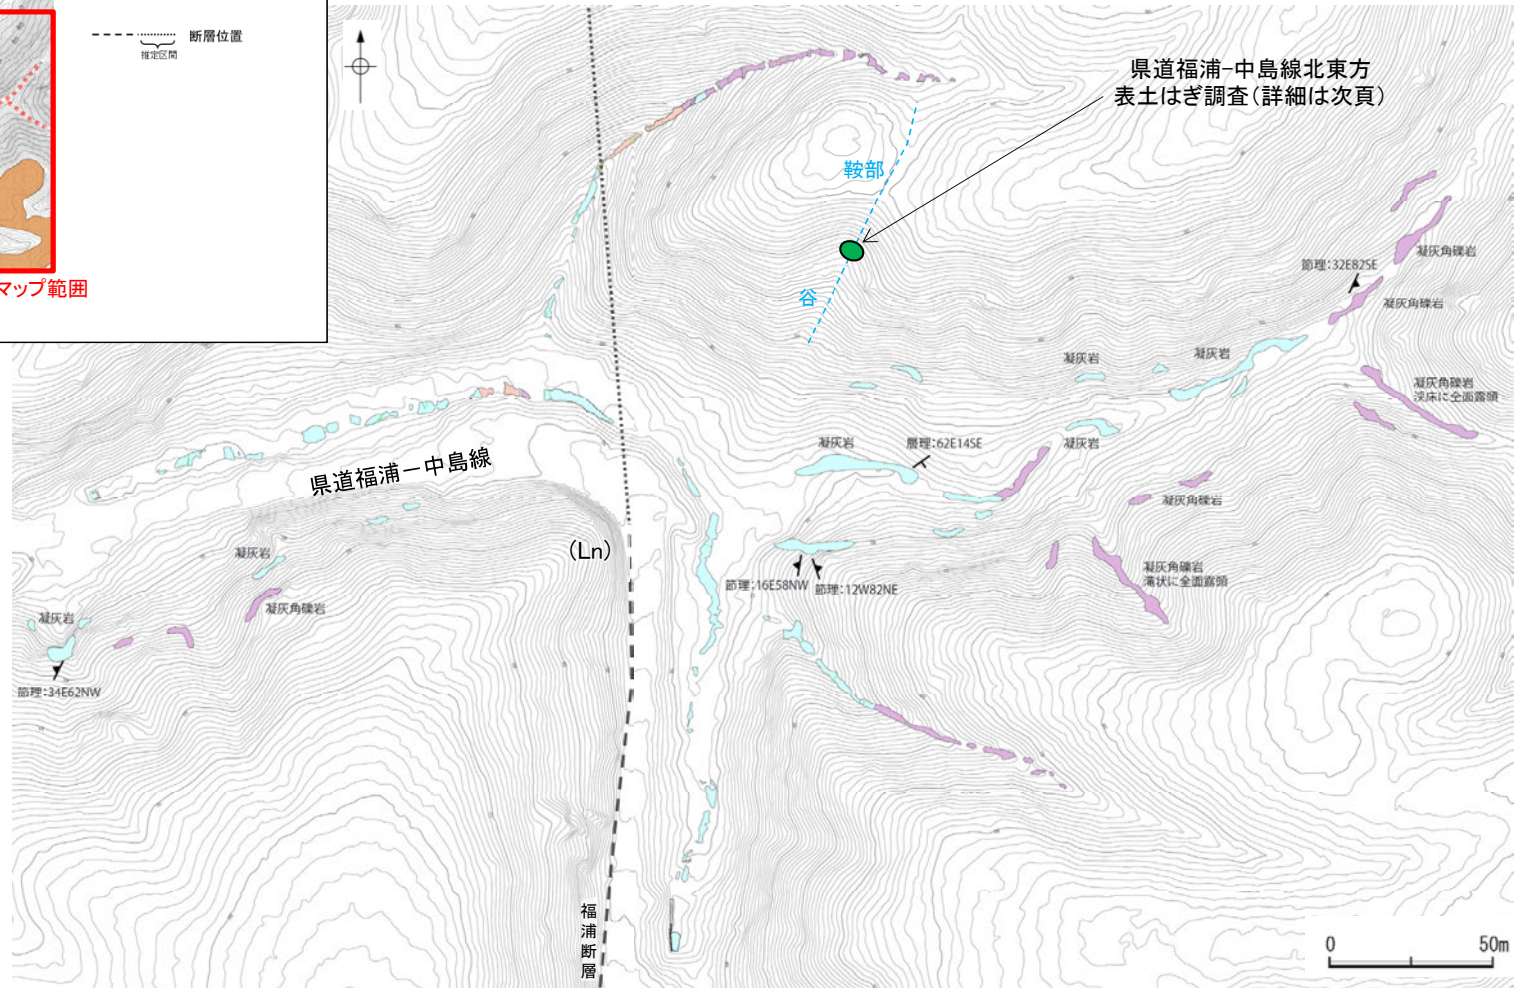 断層位置
推定区間
マップ範囲
県道福浦-中島線北東方
表土はぎ調査(詳細は次頁)
鞍部
谷
凝灰角礫岩
節理:32E82SE
凝灰角礫岩
凝灰岩
凝灰岩
凝灰角礫岩
渓床に全面露頭
凝灰岩
層理:62E14SE
凝灰岩
県道福浦-中島線
凝灰角礫岩
(Ln)
凝灰岩
凝灰角礫岩
滝状に全面露頭
節理:16E58NW
節理:12W82NE
凝灰角礫岩
凝灰岩
節理:34E62NW
福浦断層
0 50m